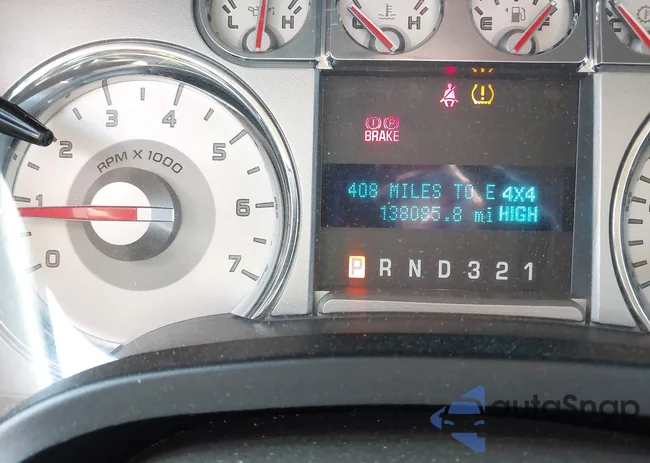 L H
C H
E F
0 1 2 3 4 5 6 7
RPM X 1000
BRAKE
408 MILES TO E 4X4
138095.8 mi HIGH
P R N D 3 2 1
autoSnap